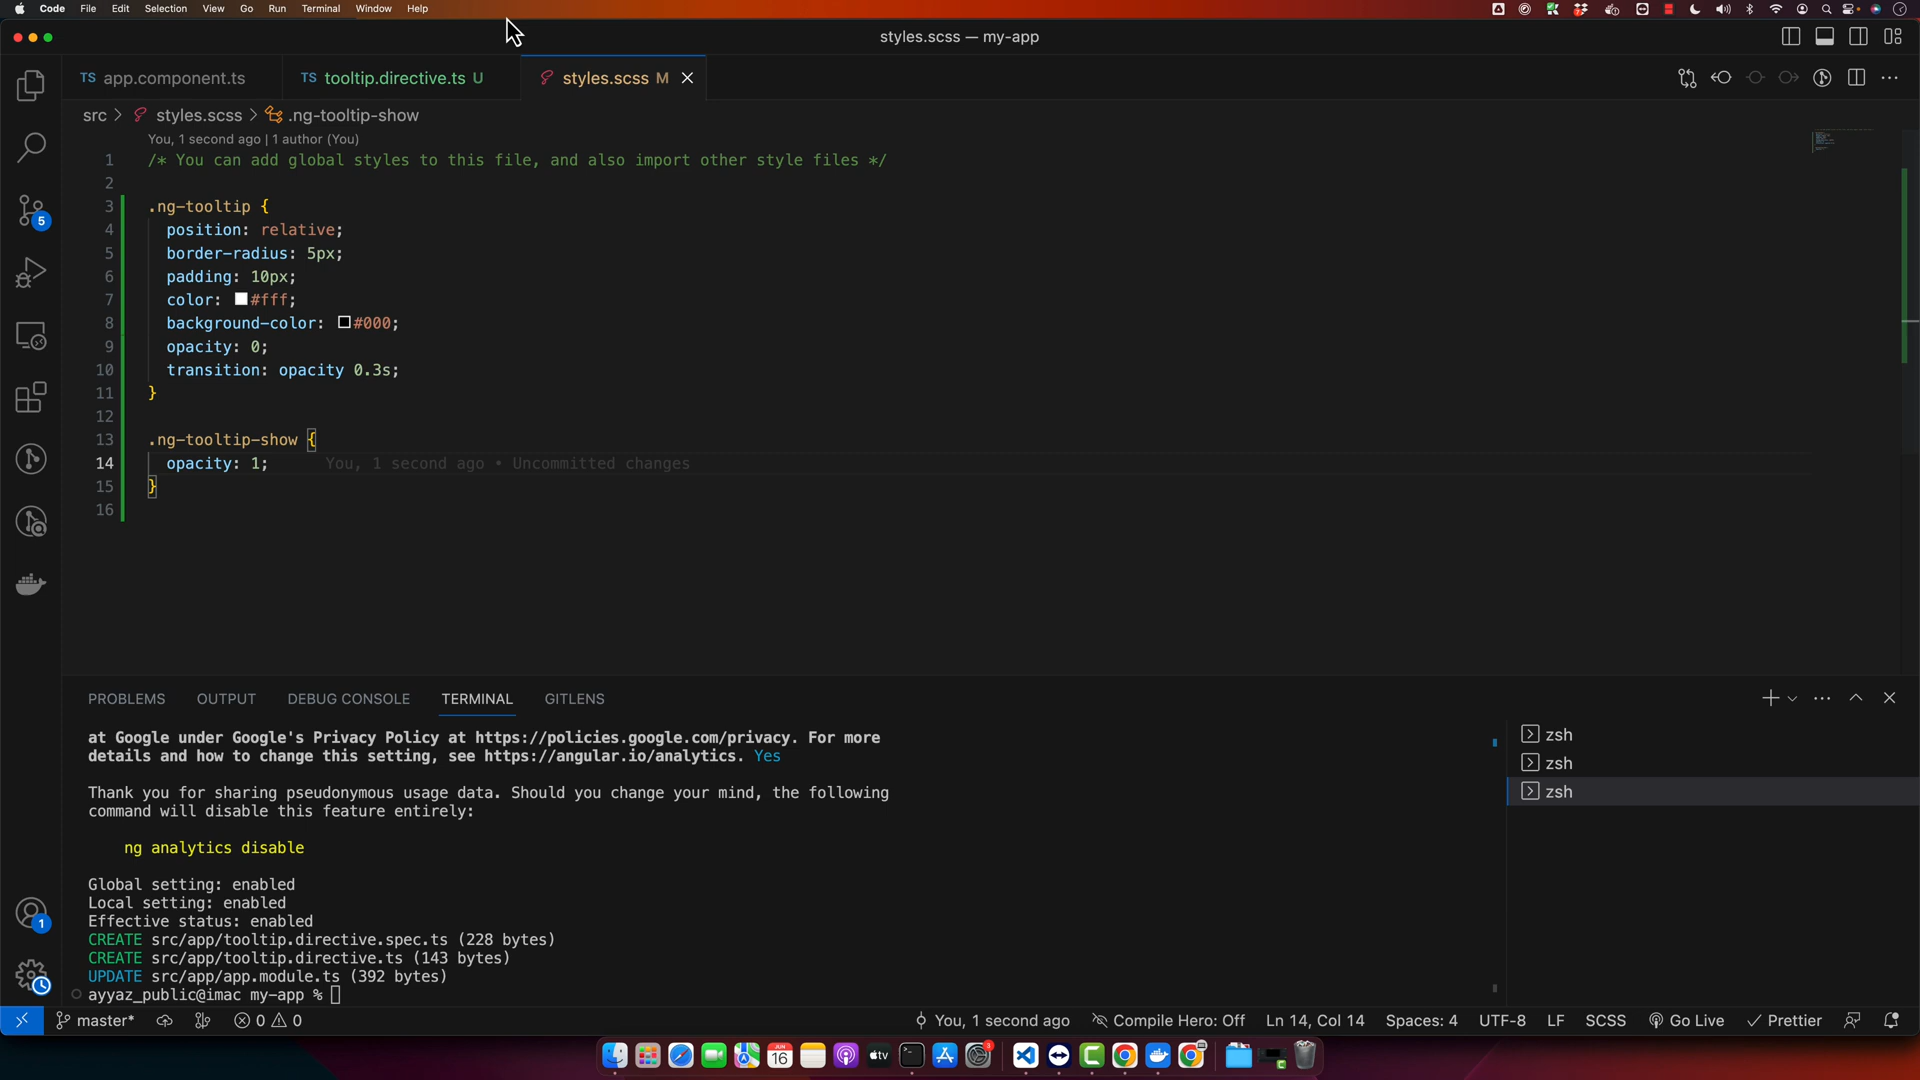 Code File Edit Selection View Go Run Terminal Window Help
styles.scss — my-app
TS app.component.ts
TS tooltip.directive.ts U
styles.scss M
src > styles.scss > .ng-tooltip-show
You, 1 second ago | 1 author (You)
1 /* You can add global styles to this file, and also import other style files */
2
3 .ng-tooltip {
4 position: relative;
5 border-radius: 5px;
6 padding: 10px;
7 color: #fff;
8 background-color: #000;
9 opacity: 0;
10 transition: opacity 0.3s;
11 }
12
13 .ng-tooltip-show {
14 opacity: 1; You, 1 second ago • Uncommitted changes
15 }
16
5
PROBLEMS OUTPUT DEBUG CONSOLE TERMINAL GITLENS
at Google under Google's Privacy Policy at https://policies.google.com/privacy. For more
details and how to change this setting, see https://angular.io/analytics. Yes
Thank you for sharing pseudonymous usage data. Should you change your mind, the following
command will disable this feature entirely:
ng analytics disable
Global setting: enabled
Local setting: enabled
Effective status: enabled
CREATE src/app/tooltip.directive.spec.ts (228 bytes)
CREATE src/app/tooltip.directive.ts (143 bytes)
UPDATE src/app/app.module.ts (392 bytes)
ayyaz_public@imac my-app %
zsh
zsh
zsh
1
master* 0 0 You, 1 second ago Compile Hero: Off Ln 14, Col 14 Spaces: 4 UTF-8 LF SCSS Go Live Prettier
JUN
16
tv
3